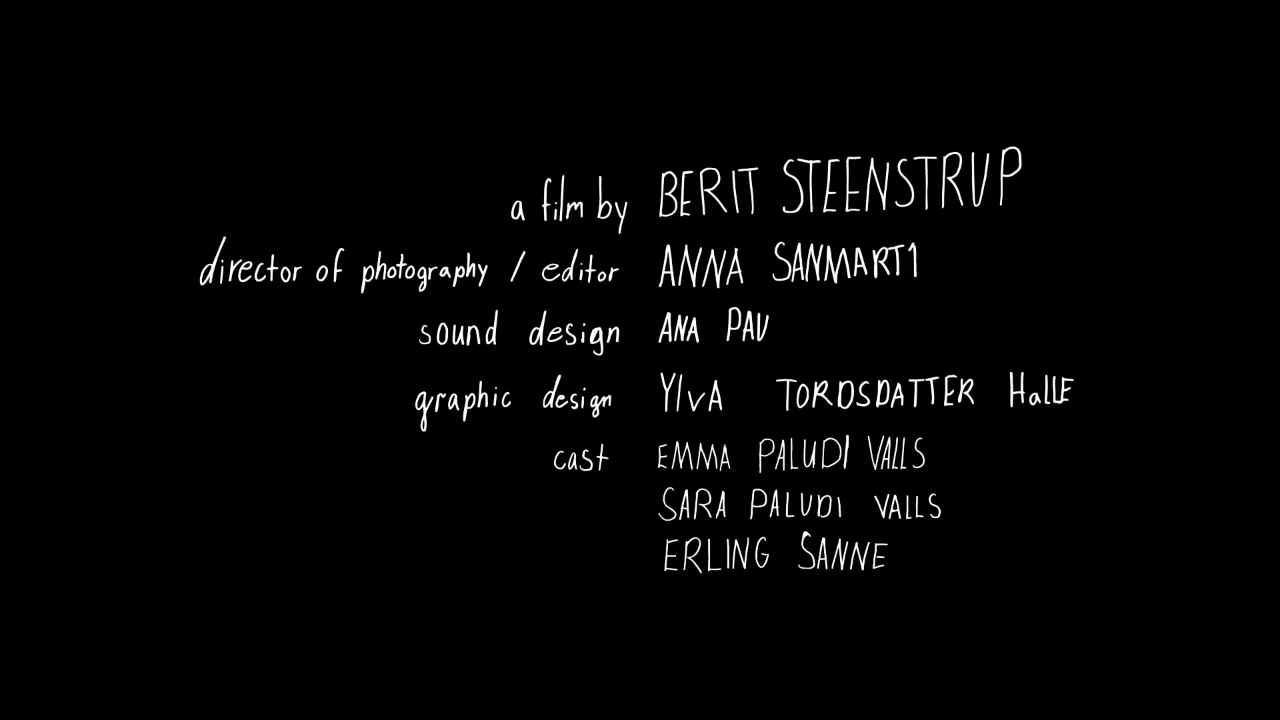 a film by BERIT STEENSTRUP
director of photography / editor ANNA SANMARTÍ
sound design ANA PAU
graphic design YlvA TORDSDATTER HallE
cast EMMA PALUDI VALLS
SARA PALUDI VALLS
ERLING SANNE